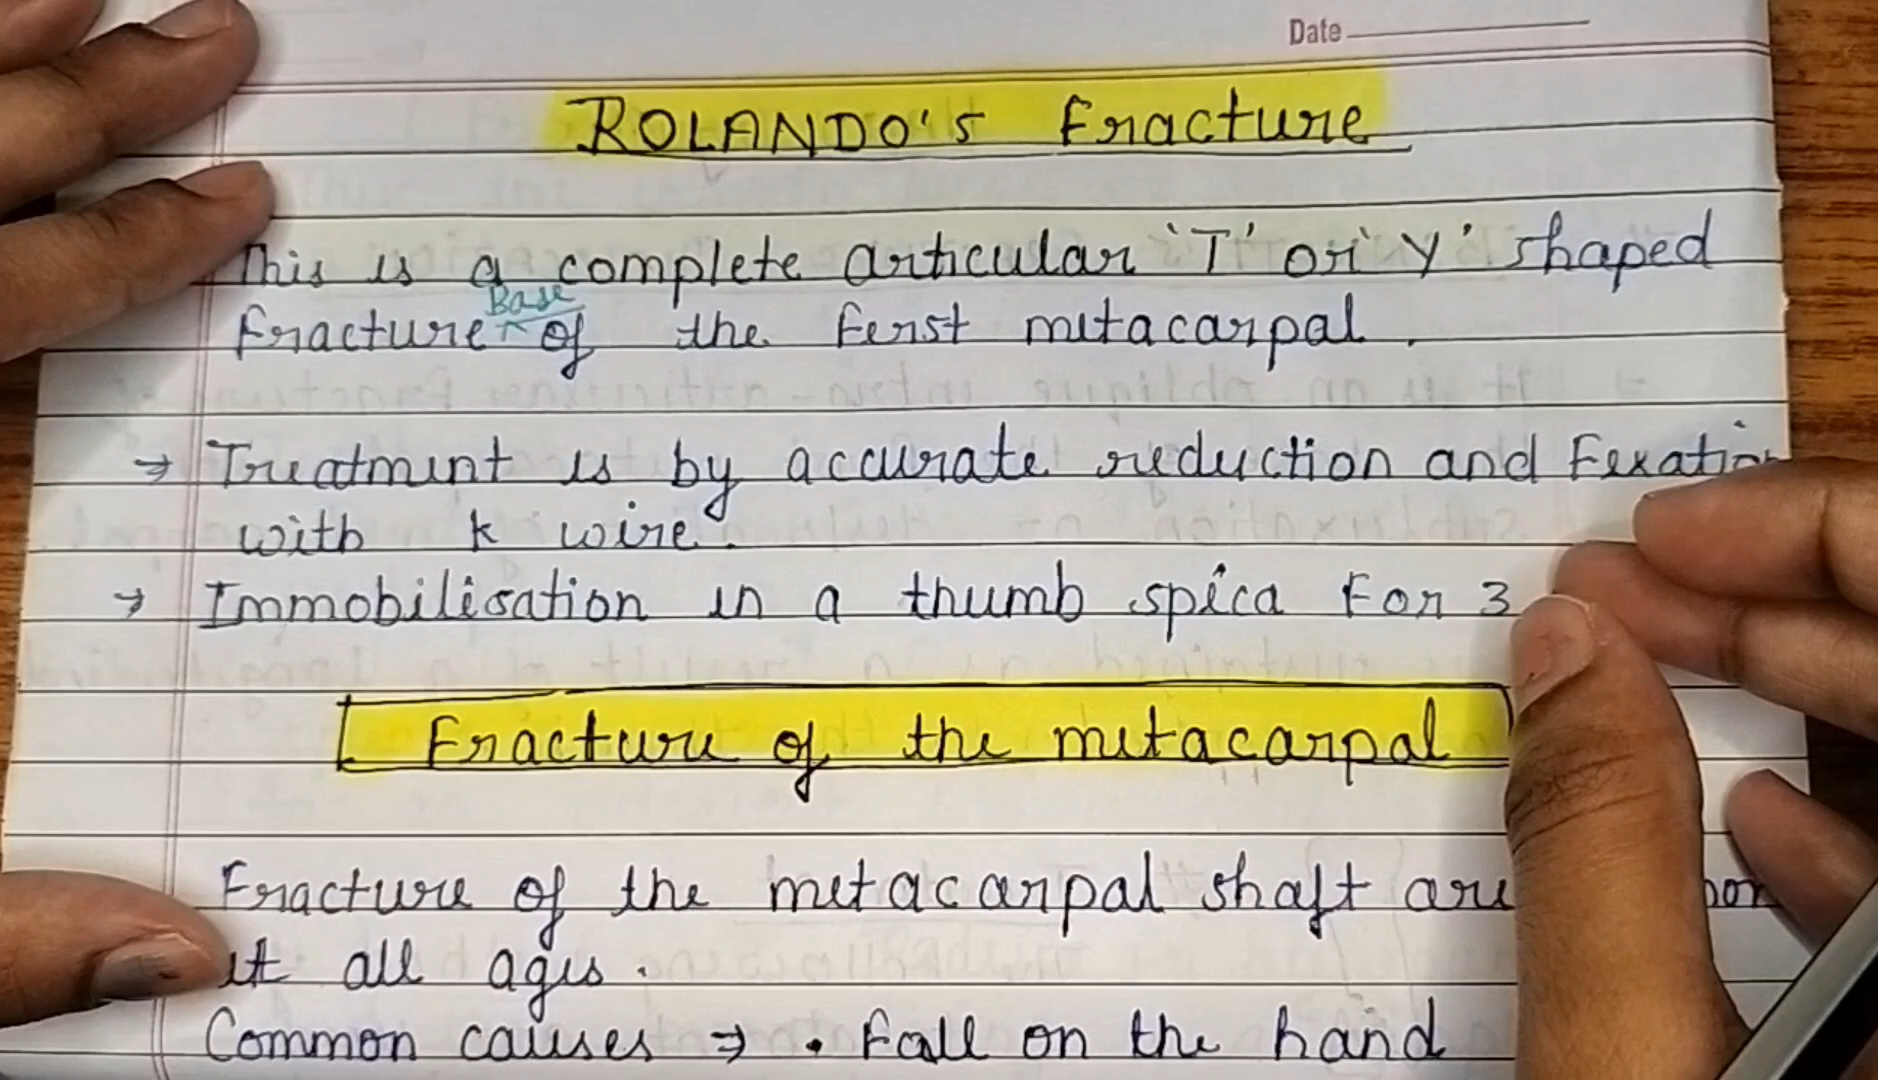 Date
ROLANDO's Fracture
This is a complete articular 'T' or 'Y' shaped
Base
Fracture of the First metacarpal.
→ Treatment is by accurate reduction and Fixation
with K wire.
→ Immobilisation in a thumb spica For 3
Fracture of the metacarpal
Fracture of the metacarpal shaft are
at all ages.
Common causes → • Fall on the hand